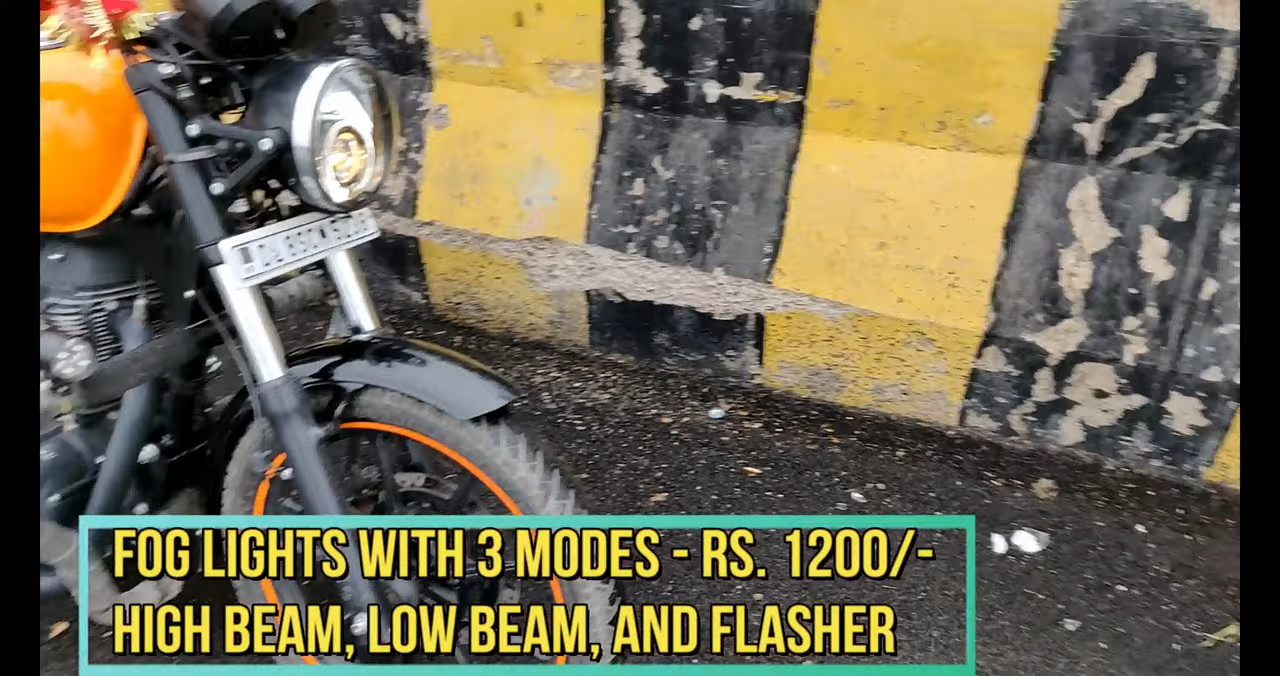 FOG LIGHTS WITH 3 MODES - RS. 1200/-
HIGH BEAM, LOW BEAM, AND FLASHER